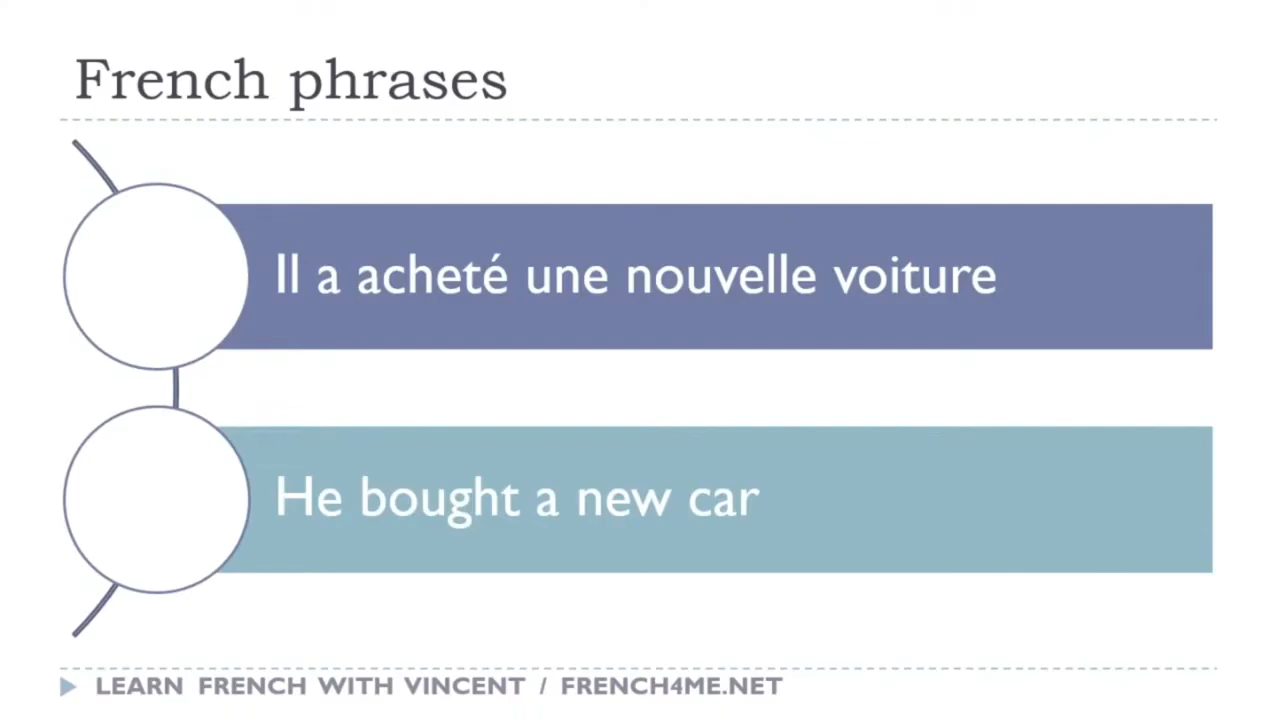 French phrases
Il a acheté une nouvelle voiture
He bought a new car
LEARN FRENCH WITH VINCENT / FRENCH4ME.NET